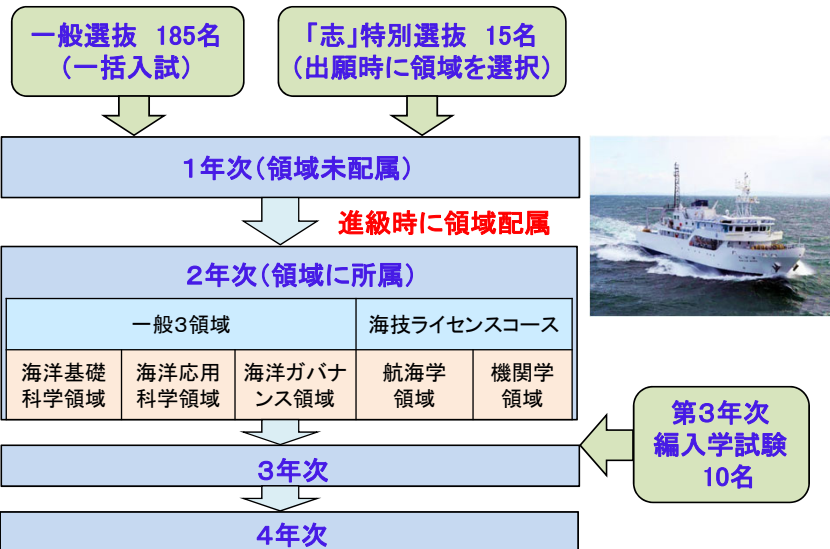 一般選抜 185名
（一括入試）
「志」特別選抜 15名
（出願時に領域を選択）
１年次（領域未配属）
進級時に領域配属
２年次（領域に所属）
一般３領域
海技ライセンスコース
海洋基礎
科学領域
海洋応用
科学領域
海洋ガバナ
ンス領域
航海学
領域
機関学
領域
第３年次
編入学試験
10名
３年次
４年次